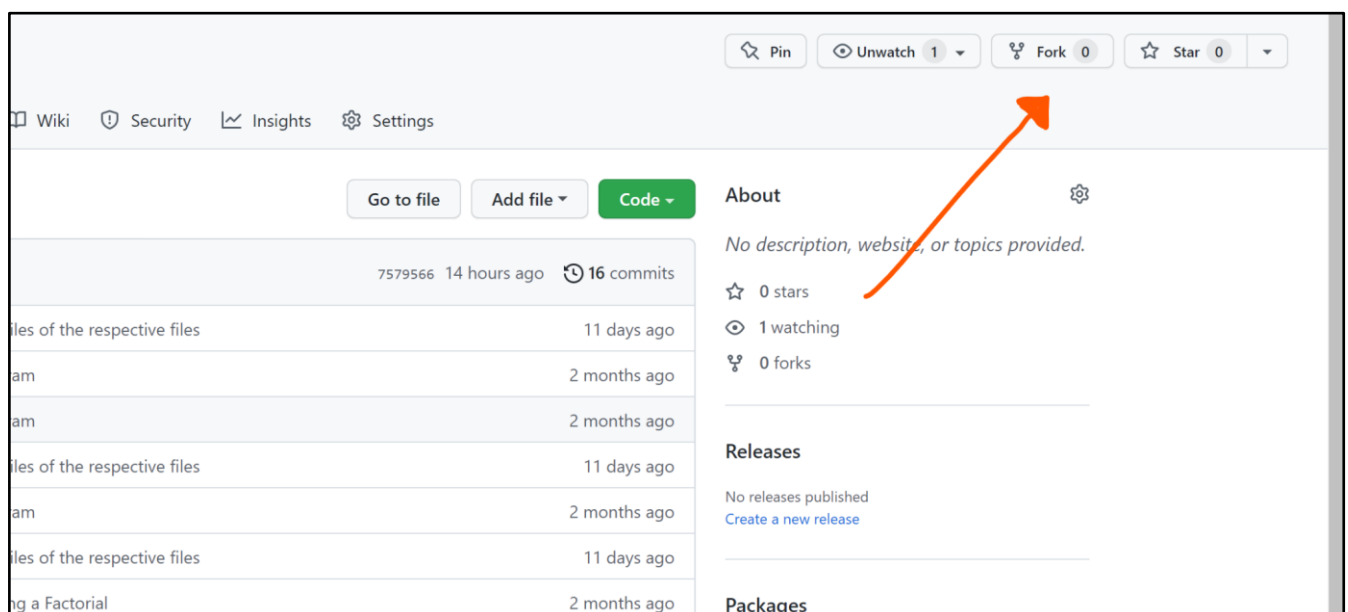 Pin Unwatch 1 Fork 0 Star 0
Wiki Security Insights Settings
Go to file Add file Code
About
No description, website, or topics provided.
7579566 14 hours ago 16 commits
0 stars
iles of the respective files 11 days ago
1 watching
am 2 months ago
0 forks
am 2 months ago
Releases
iles of the respective files 11 days ago
No releases published
am 2 months ago
Create a new release
iles of the respective files 11 days ago
ng a Factorial 2 months ago
Packages